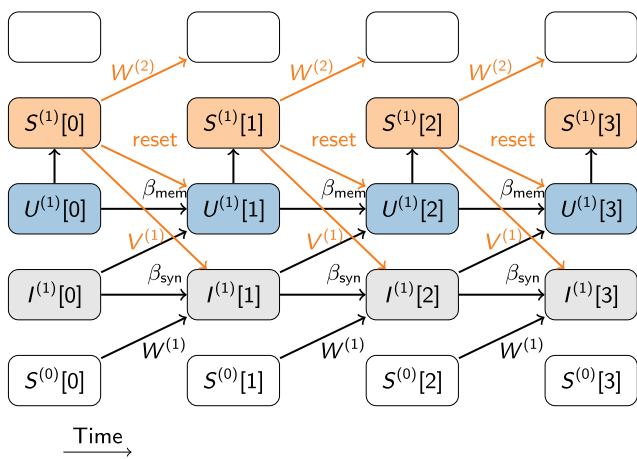 W⁽²⁾ W⁽²⁾ W⁽²⁾
S⁽¹⁾[0] S⁽¹⁾[1] S⁽¹⁾[2] S⁽¹⁾[3]
reset reset reset
β_mem β_mem β_mem
U⁽¹⁾[0] U⁽¹⁾[1] U⁽¹⁾[2] U⁽¹⁾[3]
V⁽¹⁾ V⁽¹⁾ V⁽¹⁾
β_syn β_syn β_syn
I⁽¹⁾[0] I⁽¹⁾[1] I⁽¹⁾[2] I⁽¹⁾[3]
W⁽¹⁾ W⁽¹⁾ W⁽¹⁾
S⁽⁰⁾[0] S⁽⁰⁾[1] S⁽⁰⁾[2] S⁽⁰⁾[3]
Time